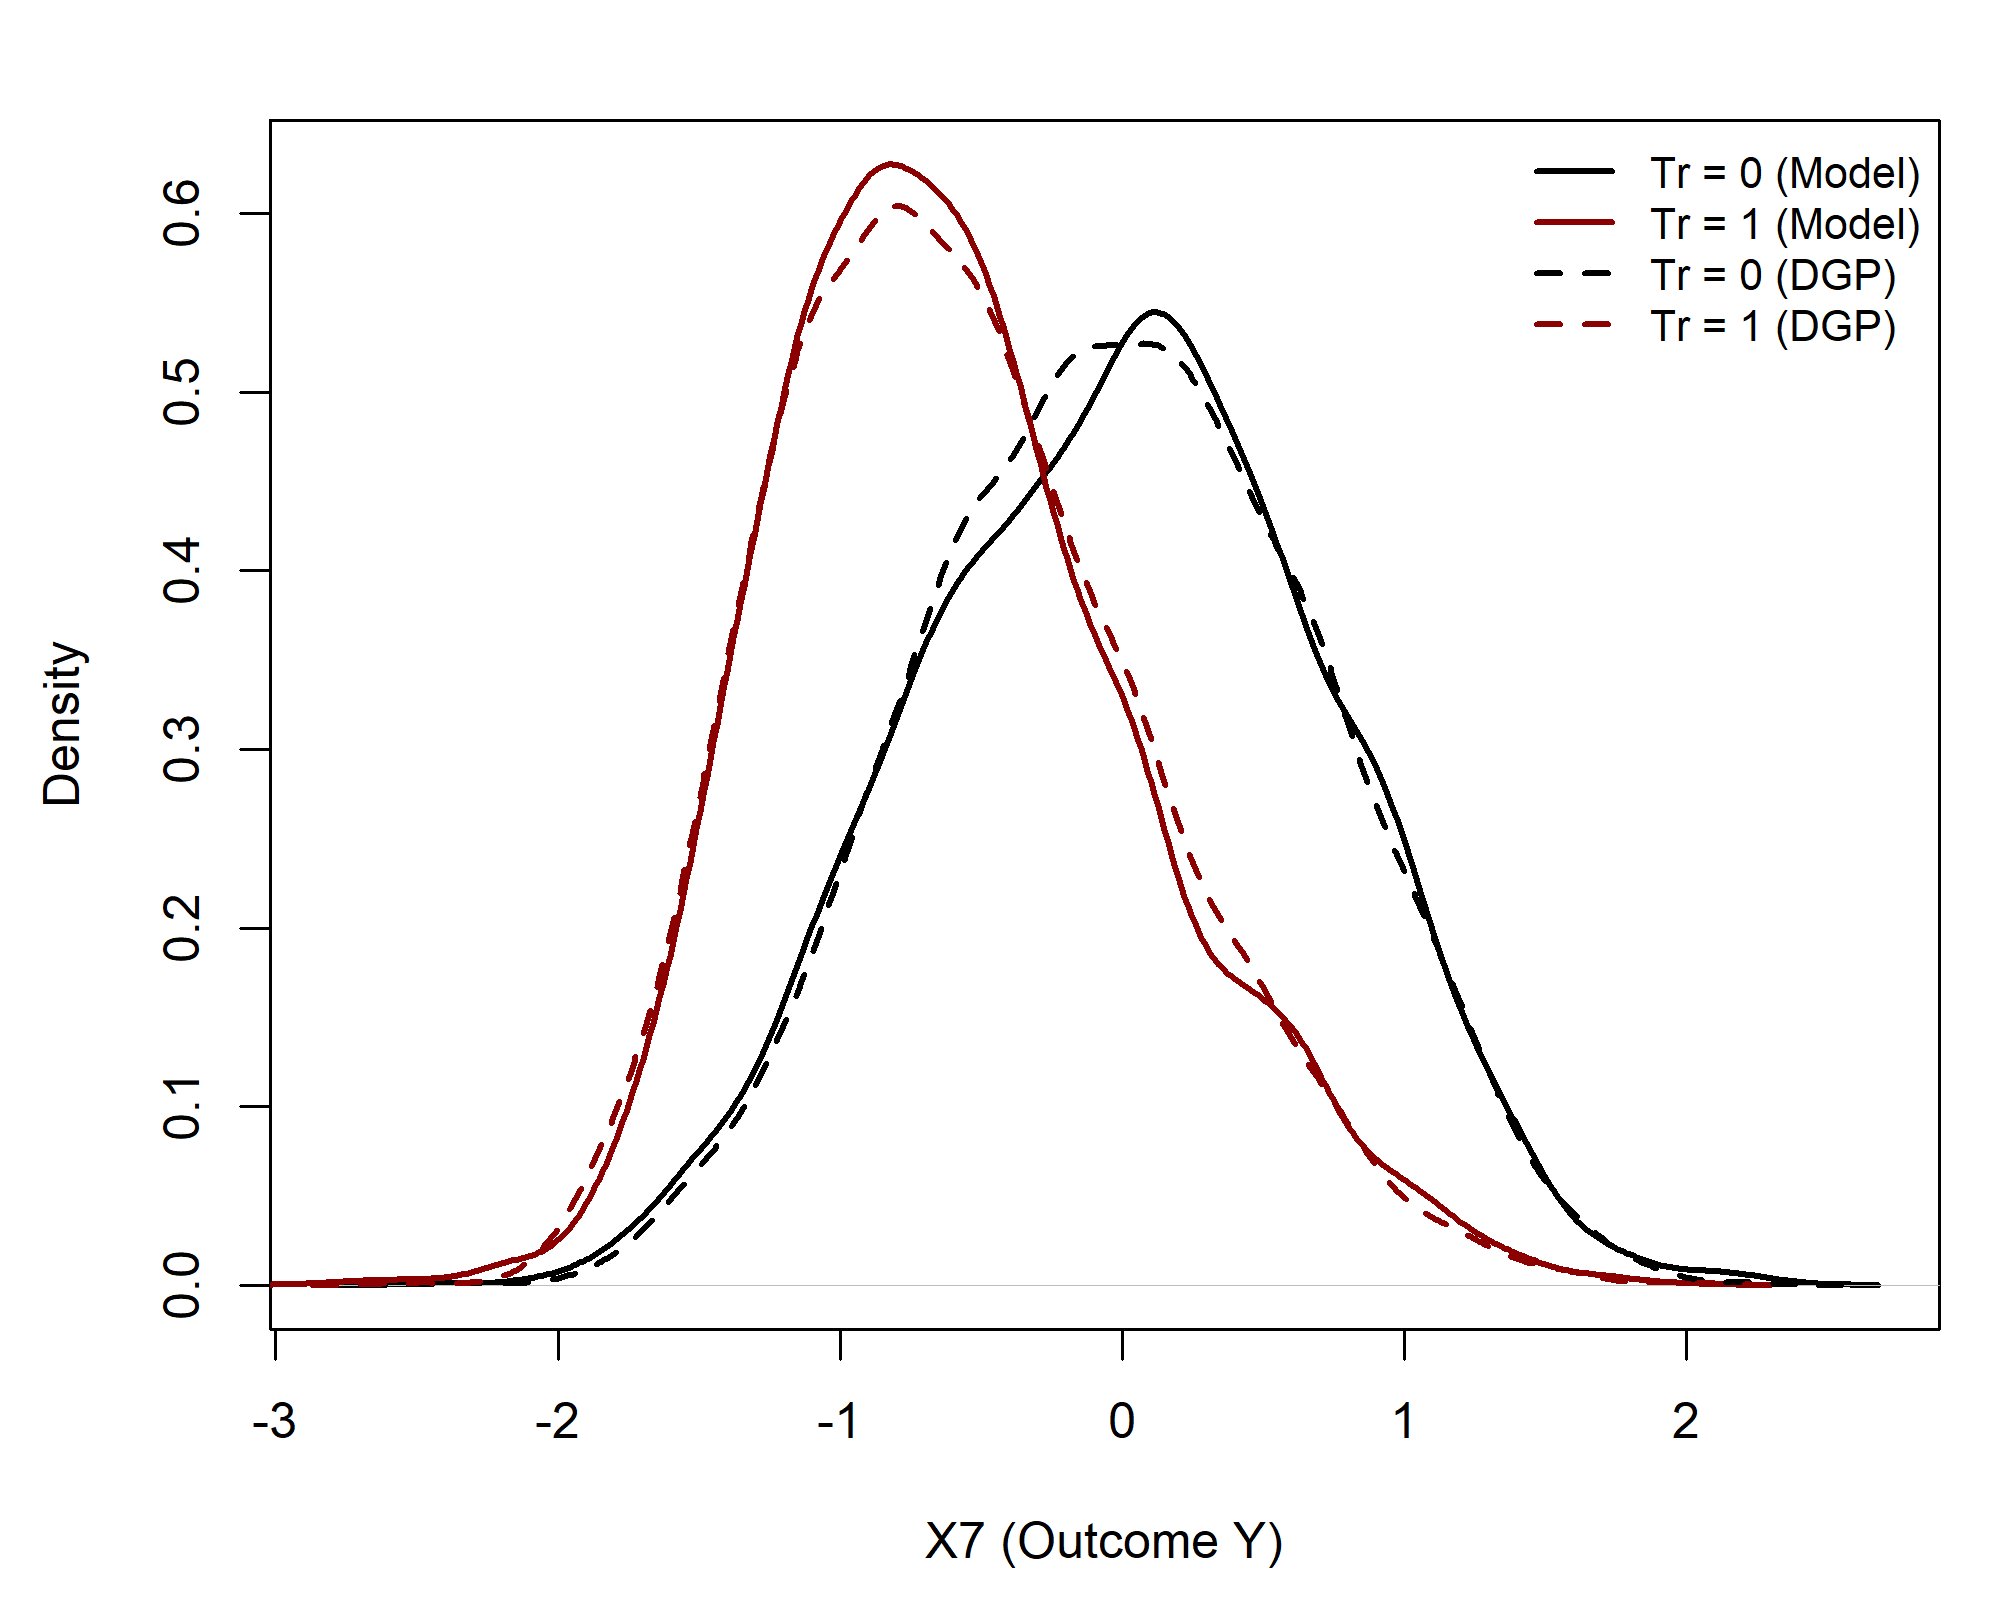 Tr = 0 (Model)
Tr = 1 (Model)
Tr = 0 (DGP)
Tr = 1 (DGP)
0.6
0.5
0.4
0.3
0.2
0.1
0.0
Density
-3 -2 -1 0 1 2
X7 (Outcome Y)